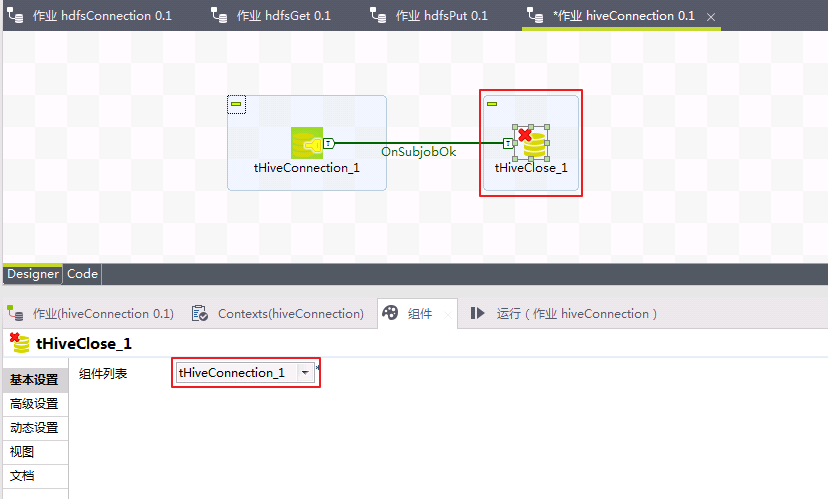 作业 hdfsConnection 0.1
作业 hdfsGet 0.1
作业 hdfsPut 0.1
*作业 hiveConnection 0.1
T
OnSubjobOk
T
tHiveConnection_1
tHiveClose_1
Designer
Code
作业(hiveConnection 0.1)
Contexts(hiveConnection)
组件
运行 ( 作业 hiveConnection )
tHiveClose_1
基本设置
组件列表
tHiveConnection_1
*
高级设置
动态设置
视图
文档